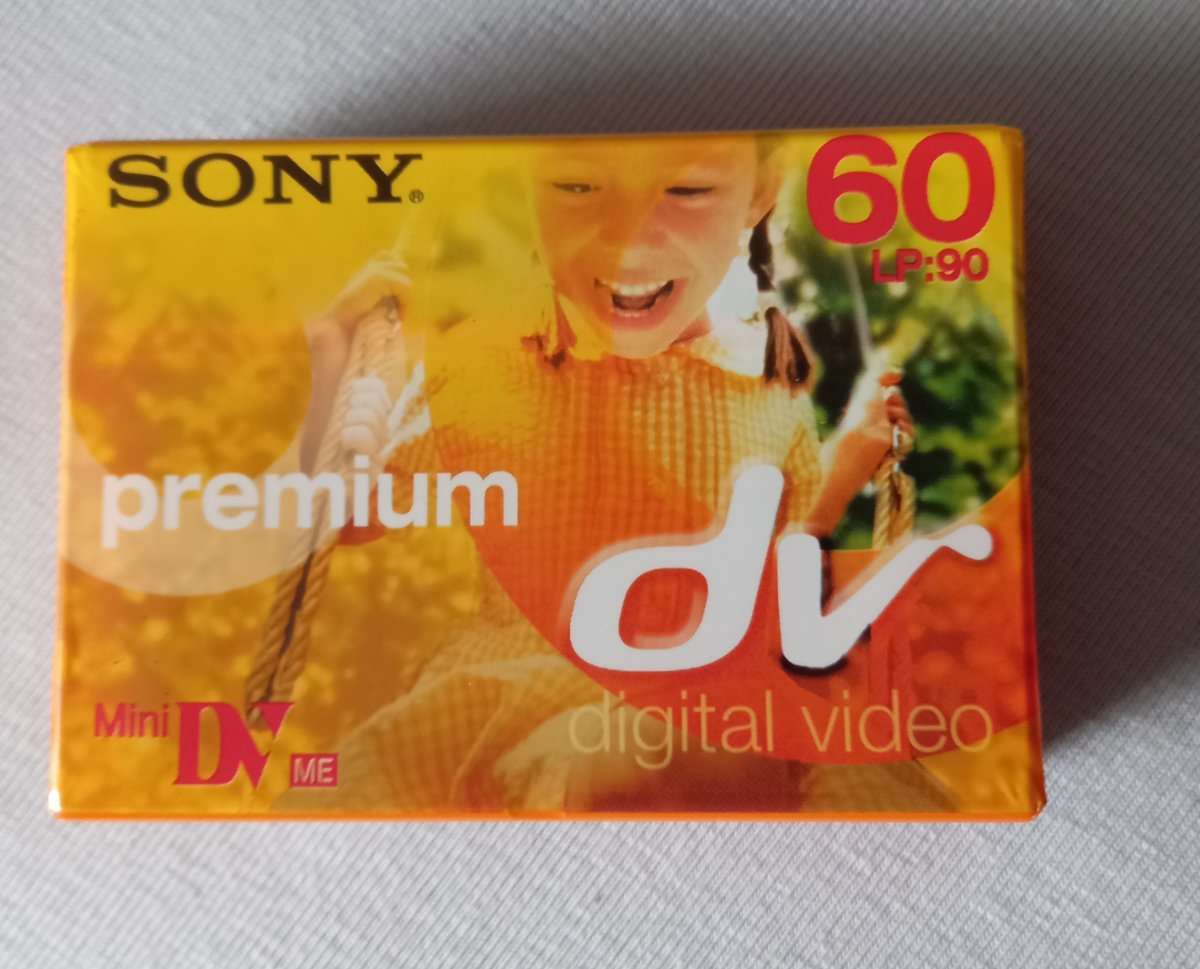 SONY®
60
LP:90
premium
dv
digital video
Mini DV ME